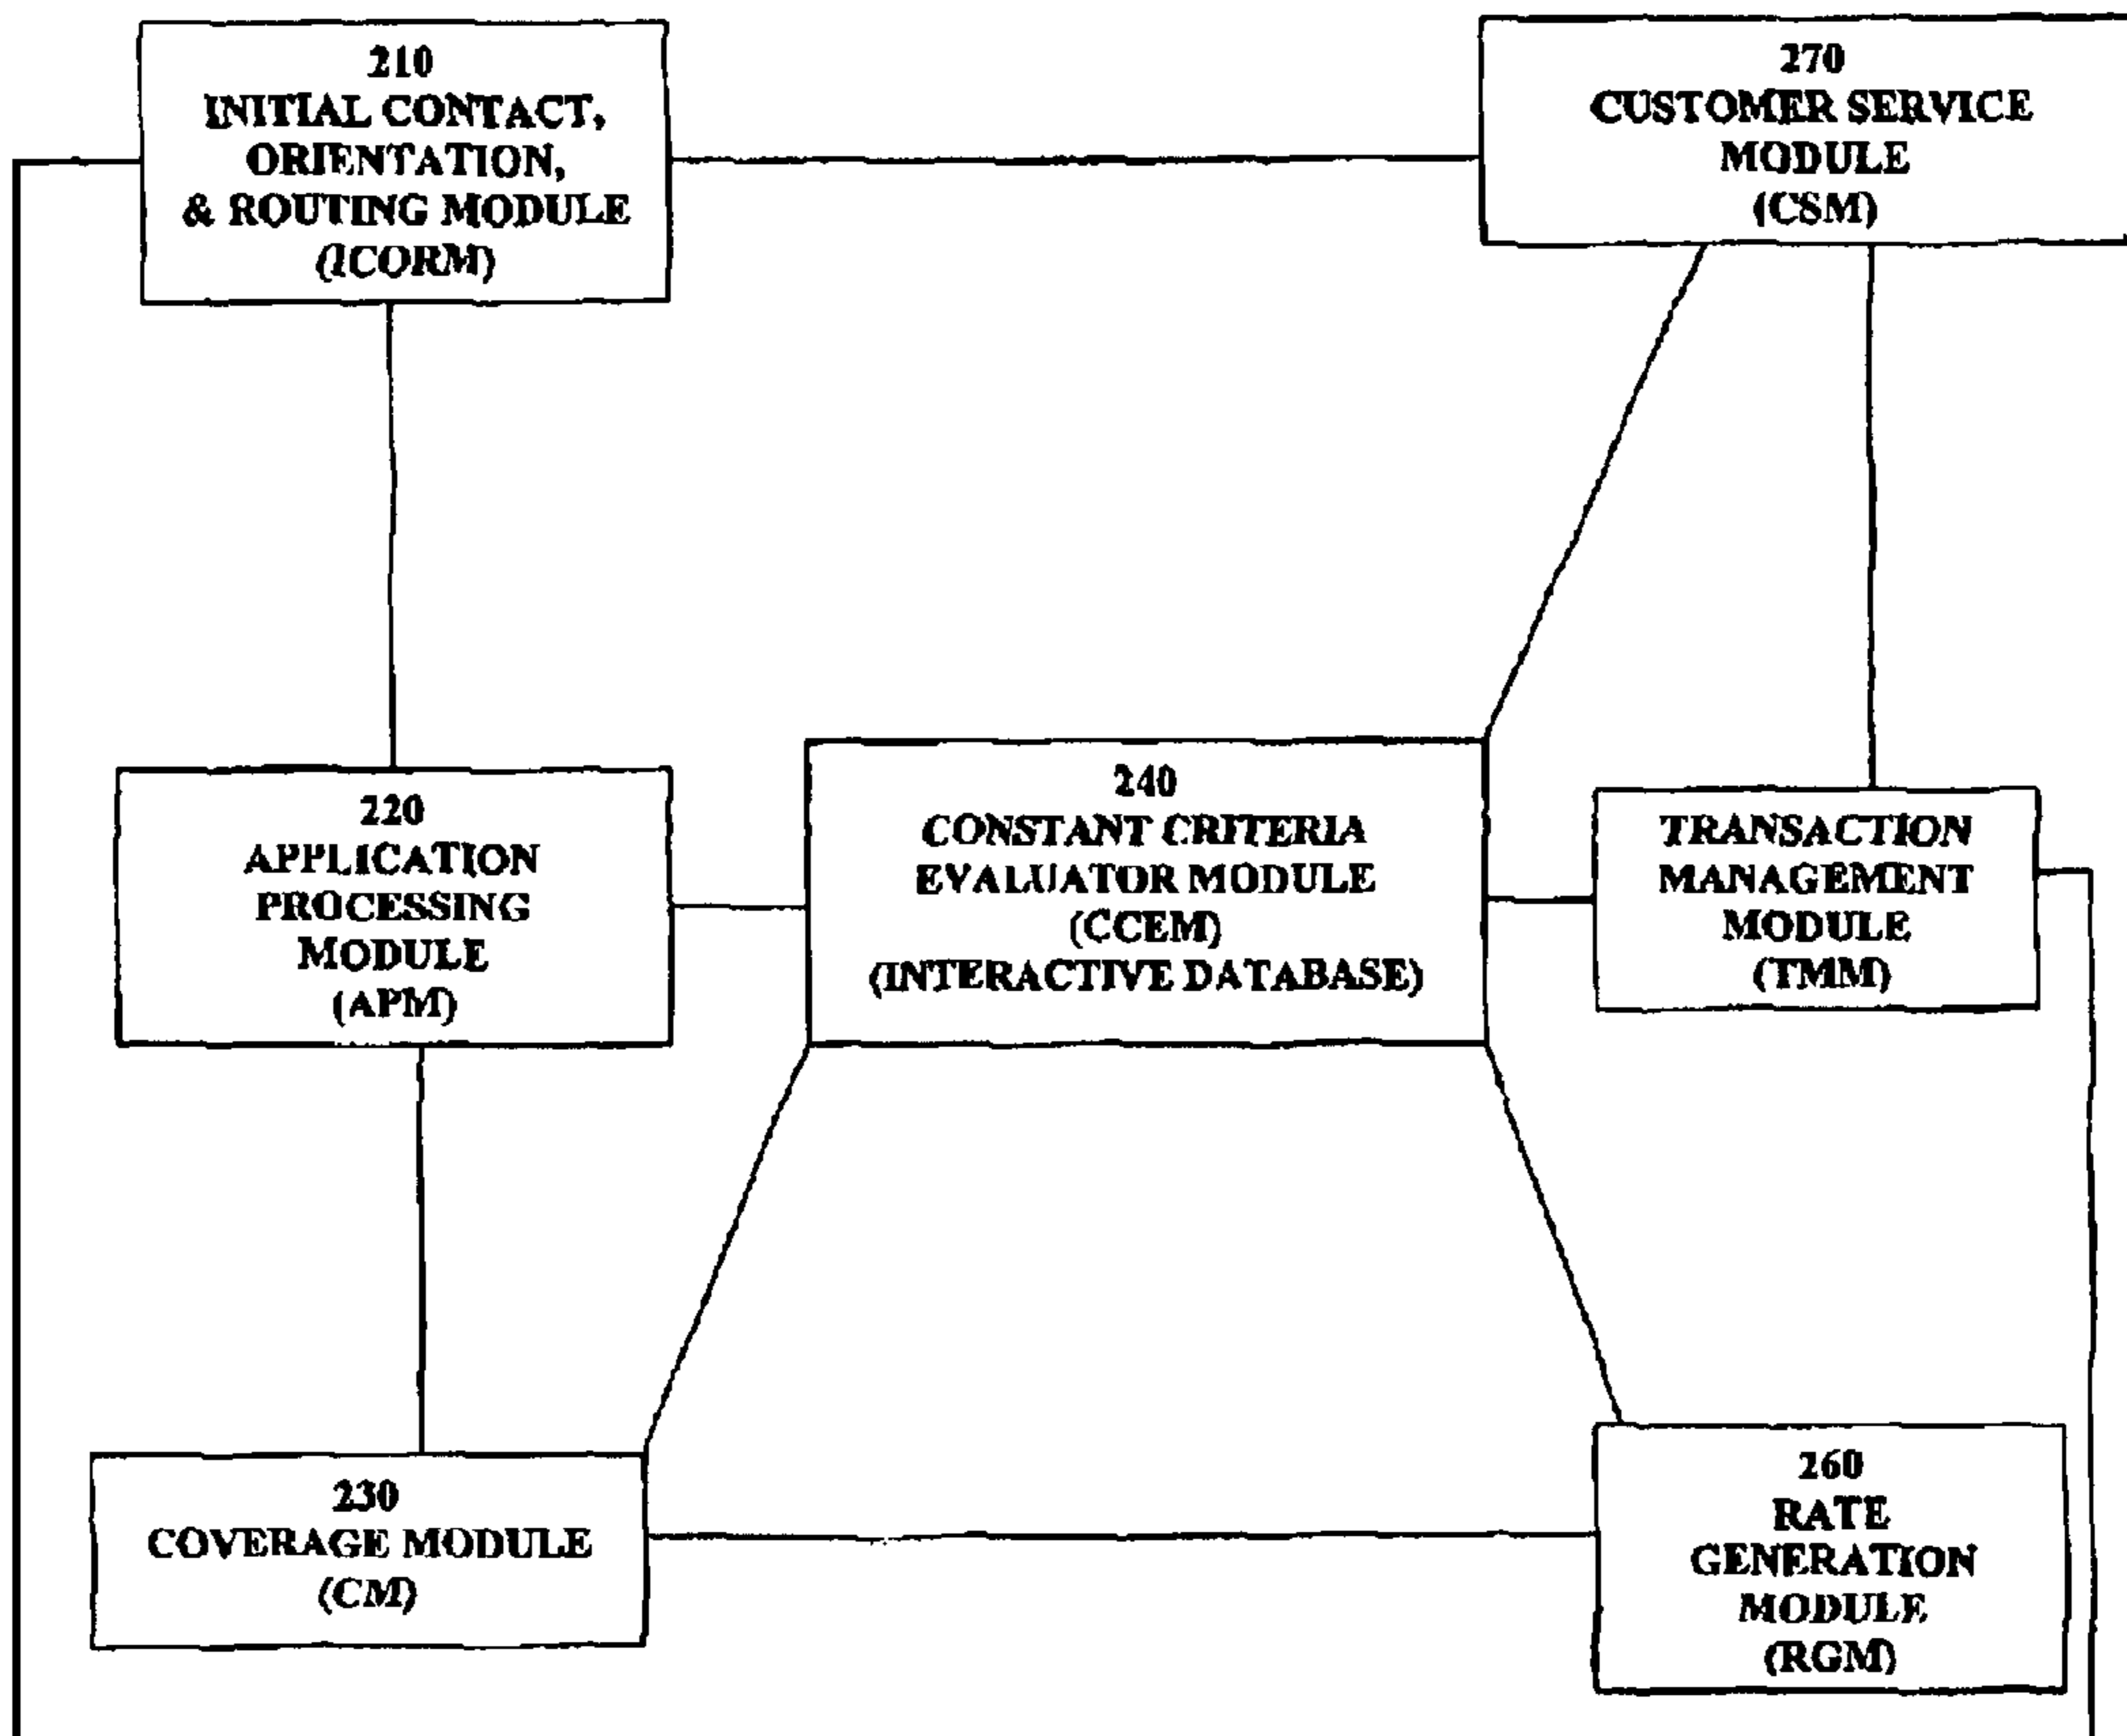 210
INITIAL CONTACT,
ORIENTATION,
& ROUTING MODULE
(ICORM)
270
CUSTOMER SERVICE
MODULE
(CSM)
220
APPLICATION
PROCESSING
MODULE
(APM)
240
CONSTANT CRITERIA
EVALUATOR MODULE
(CCEM)
(INTERACTIVE DATABASE)
TRANSACTION
MANAGEMENT
MODULE
(TMM)
230
COVERAGE MODULE
(CM)
260
RATE
GENERATION
MODULE
(RGM)